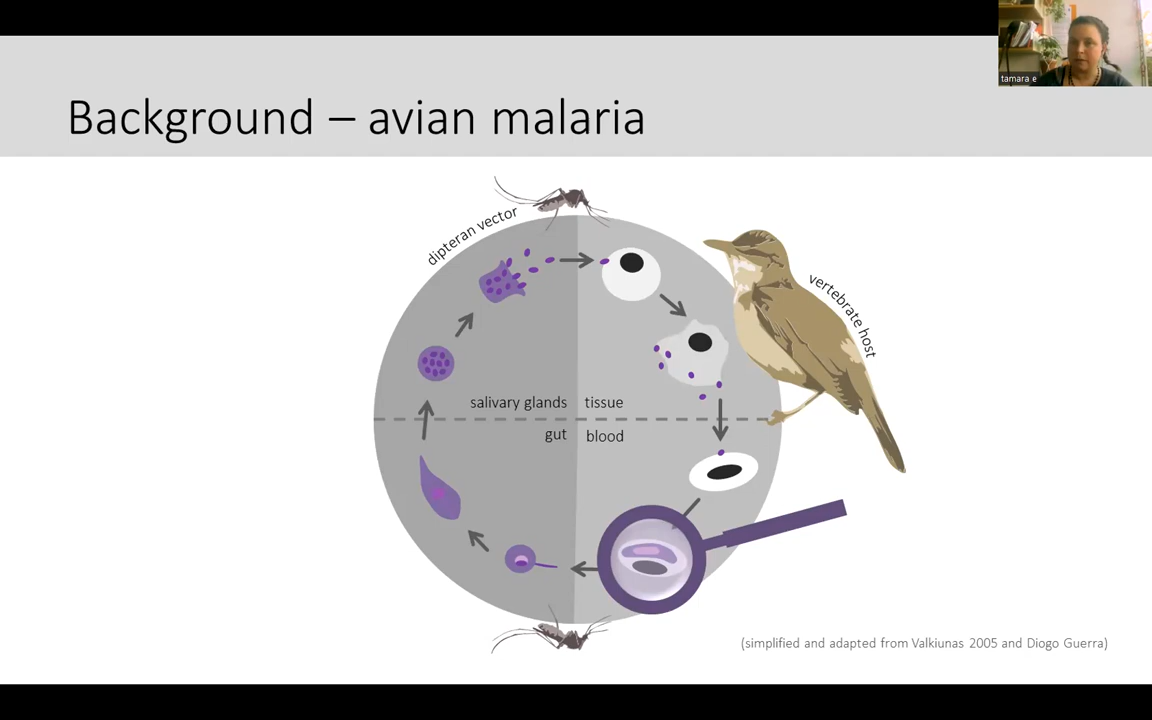 tamara e
Background – avian malaria
dipteran vector
vertebrate host
salivary glands
tissue
gut
blood
(simplified and adapted from Valkiunas 2005 and Diogo Guerra)